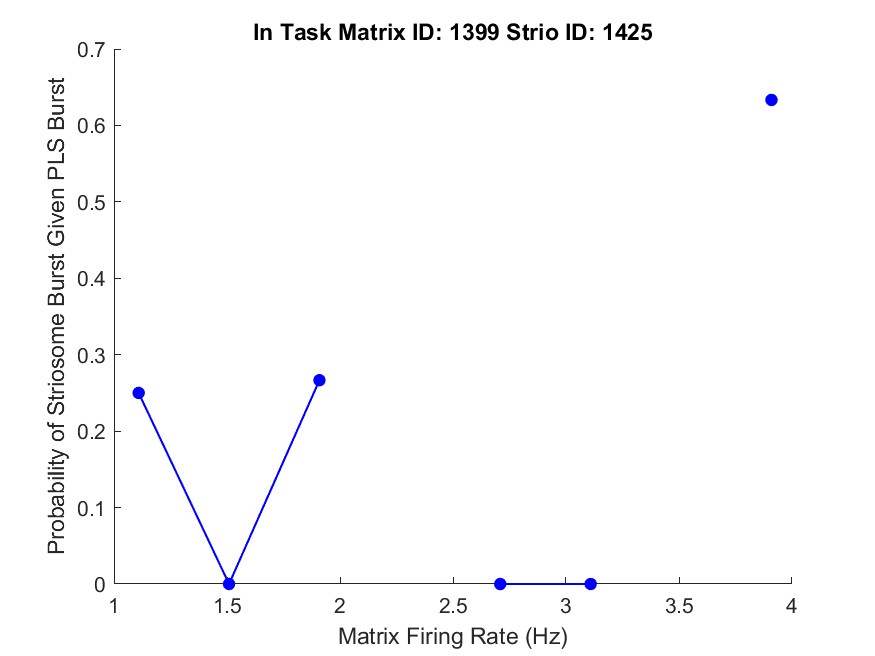 In Task Matrix ID: 1399 Strio ID: 1425
Probability of Striosome Burst Given PLS Burst
0.7
0.6
0.5
0.4
0.3
0.2
0.1
0
1 1.5 2 2.5 3 3.5 4
Matrix Firing Rate (Hz)